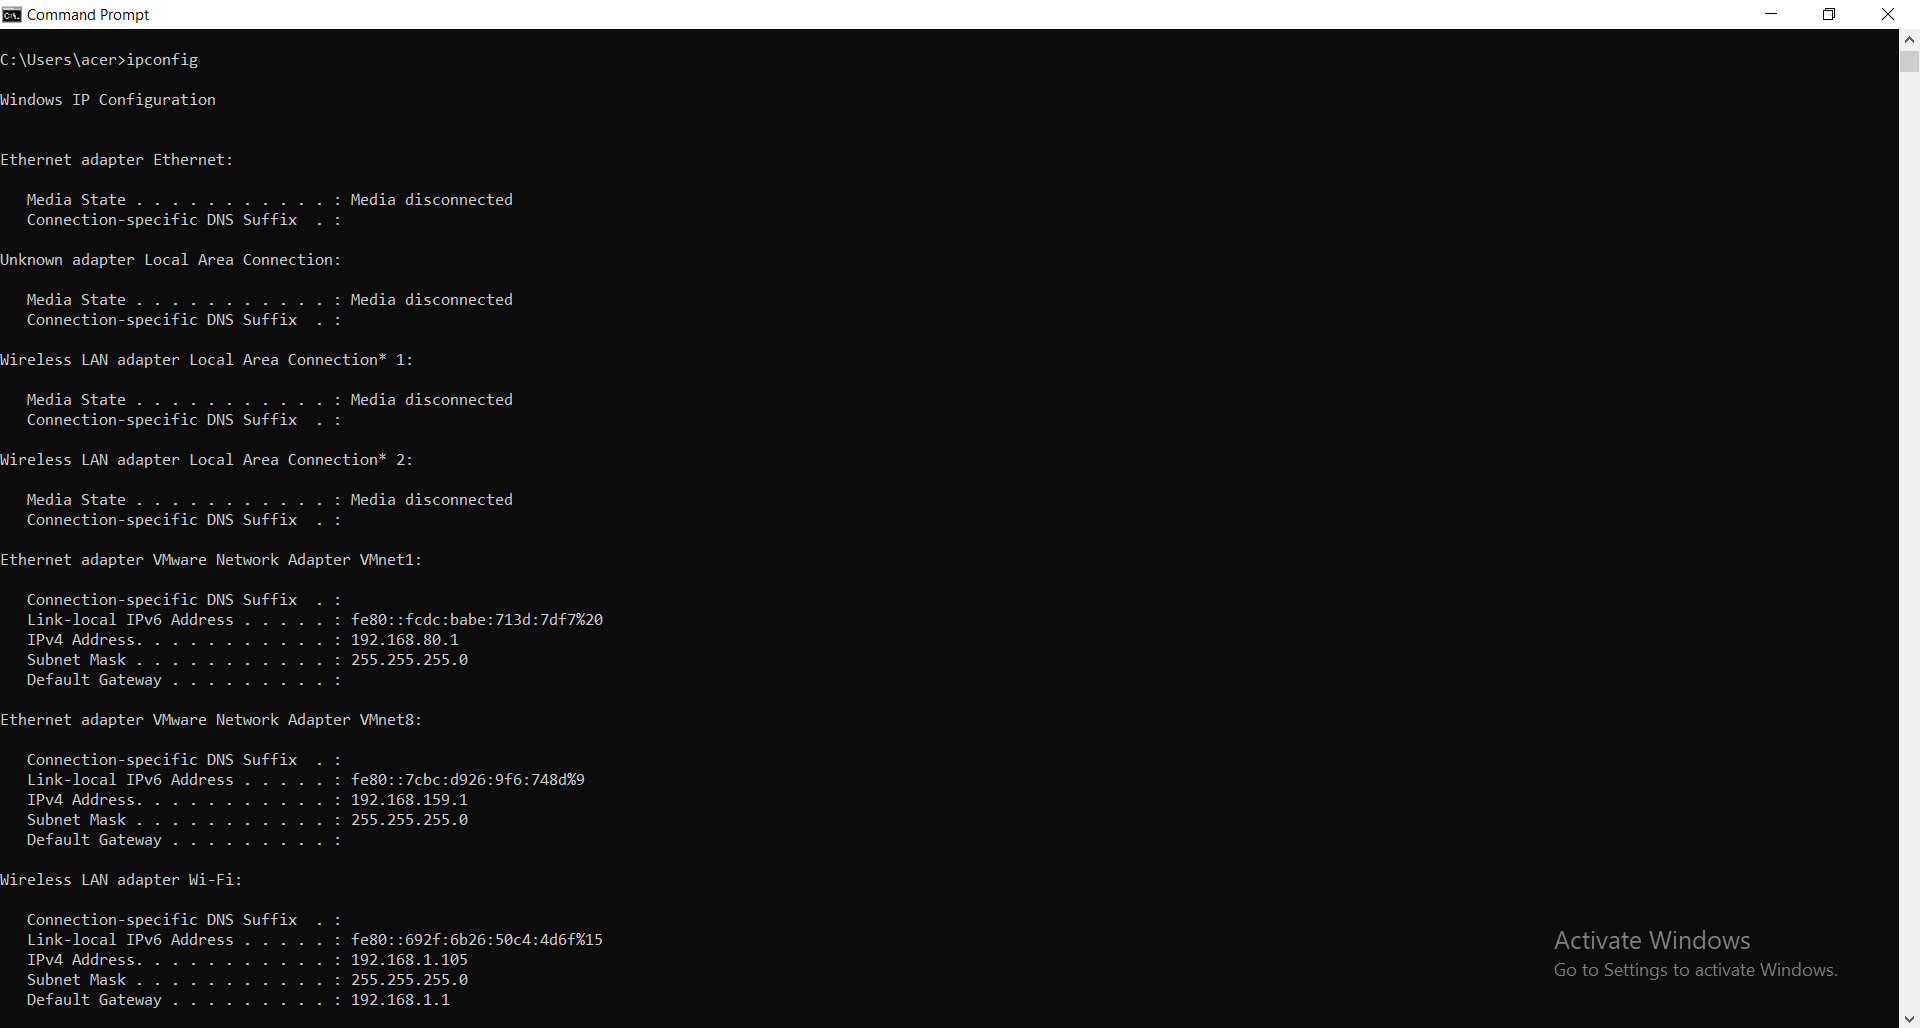 Command Prompt
C:\Users\acer>ipconfig
Windows IP Configuration
Ethernet adapter Ethernet:
   Media State . . . . . . . . . . . : Media disconnected
   Connection-specific DNS Suffix  . :
Unknown adapter Local Area Connection:
   Media State . . . . . . . . . . . : Media disconnected
   Connection-specific DNS Suffix  . :
Wireless LAN adapter Local Area Connection* 1:
   Media State . . . . . . . . . . . : Media disconnected
   Connection-specific DNS Suffix  . :
Wireless LAN adapter Local Area Connection* 2:
   Media State . . . . . . . . . . . : Media disconnected
   Connection-specific DNS Suffix  . :
Ethernet adapter VMware Network Adapter VMnet1:
   Connection-specific DNS Suffix  . :
   Link-local IPv6 Address . . . . . : fe80::fcdc:babe:713d:7df7%20
   IPv4 Address. . . . . . . . . . . : 192.168.80.1
   Subnet Mask . . . . . . . . . . . : 255.255.255.0
   Default Gateway . . . . . . . . . :
Ethernet adapter VMware Network Adapter VMnet8:
   Connection-specific DNS Suffix  . :
   Link-local IPv6 Address . . . . . : fe80::7cbc:d926:9f6:748d%9
   IPv4 Address. . . . . . . . . . . : 192.168.159.1
   Subnet Mask . . . . . . . . . . . : 255.255.255.0
   Default Gateway . . . . . . . . . :
Wireless LAN adapter Wi-Fi:
   Connection-specific DNS Suffix  . :
   Link-local IPv6 Address . . . . . : fe80::692f:6b26:50c4:4d6f%15
   IPv4 Address. . . . . . . . . . . : 192.168.1.105
   Subnet Mask . . . . . . . . . . . : 255.255.255.0
   Default Gateway . . . . . . . . . : 192.168.1.1
Activate Windows
Go to Settings to activate Windows.